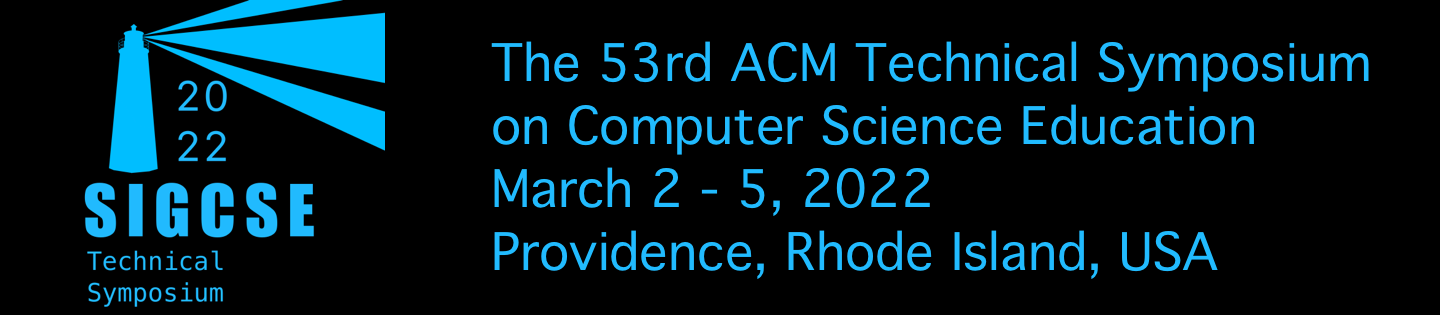 20
22
SIGCSE
Technical
Symposium
The 53rd ACM Technical Symposium
on Computer Science Education
March 2 - 5, 2022
Providence, Rhode Island, USA